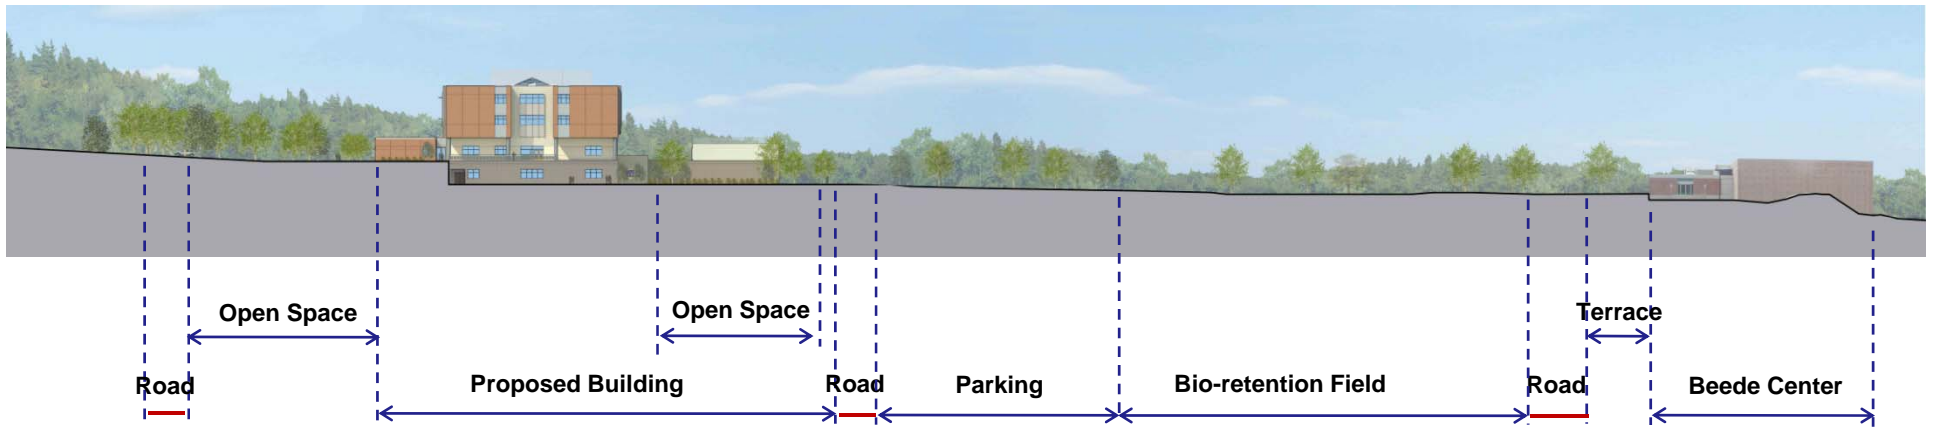 Open Space
Open Space
Terrace
Road
Proposed Building
Road
Parking
Bio-retention Field
Road
Beede Center